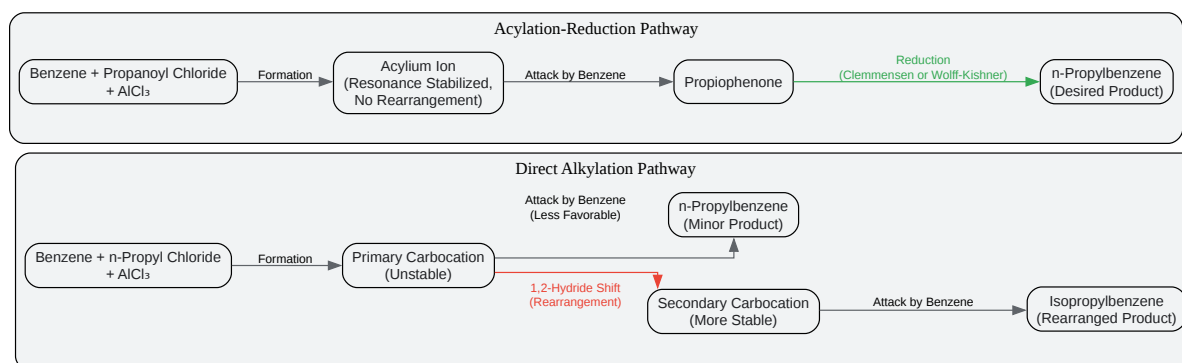 Acylation-Reduction Pathway
Benzene + Propanoyl Chloride
+ AlCl₃
Formation
Acylium Ion
(Resonance Stabilized,
No Rearrangement)
Attack by Benzene
Propiophenone
Reduction
(Clemmensen or Wolff-Kishner)
n-Propylbenzene
(Desired Product)
Direct Alkylation Pathway
Benzene + n-Propyl Chloride
+ AlCl₃
Formation
Primary Carbocation
(Unstable)
Attack by Benzene
(Less Favorable)
n-Propylbenzene
(Minor Product)
1,2-Hydride Shift
(Rearrangement)
Secondary Carbocation
(More Stable)
Attack by Benzene
Isopropylbenzene
(Rearranged Product)